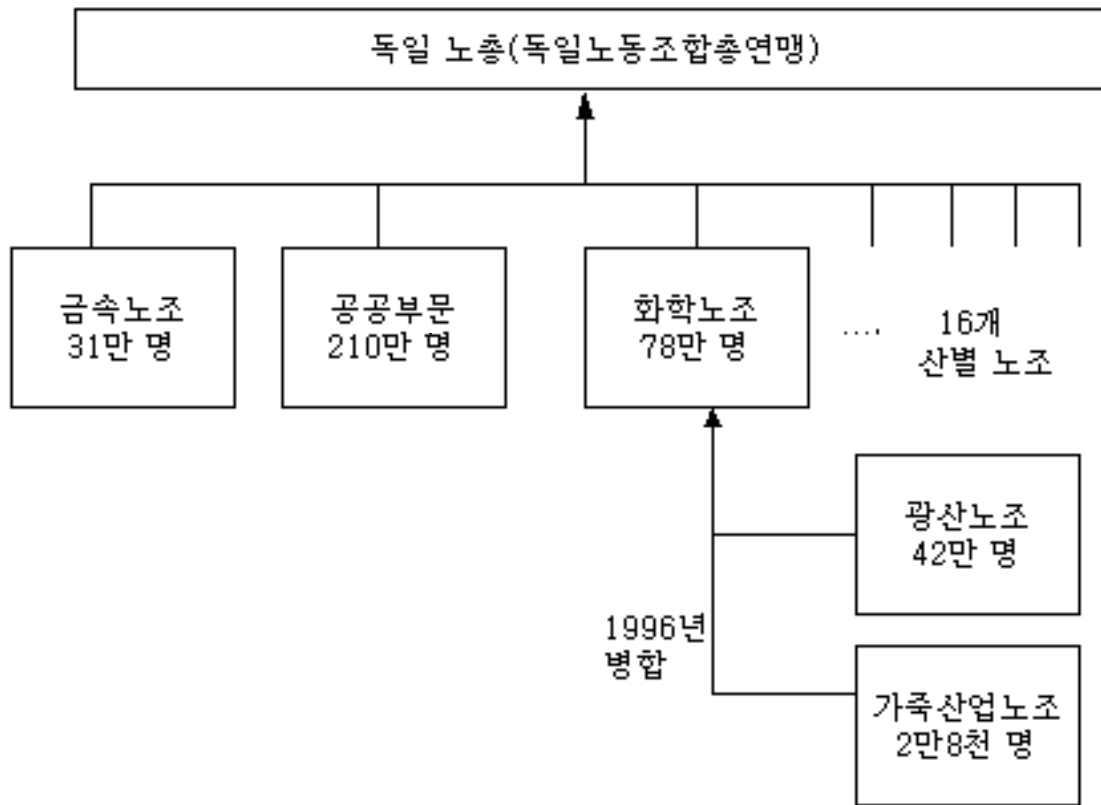 독일 노총(독일노동조합총연맹)
금속노조
31만 명
공공부문
210만 명
화학노조
78만 명
....
16개
산별 노조
광산노조
42만 명
1996년
병합
가죽산업노조
2만8천 명